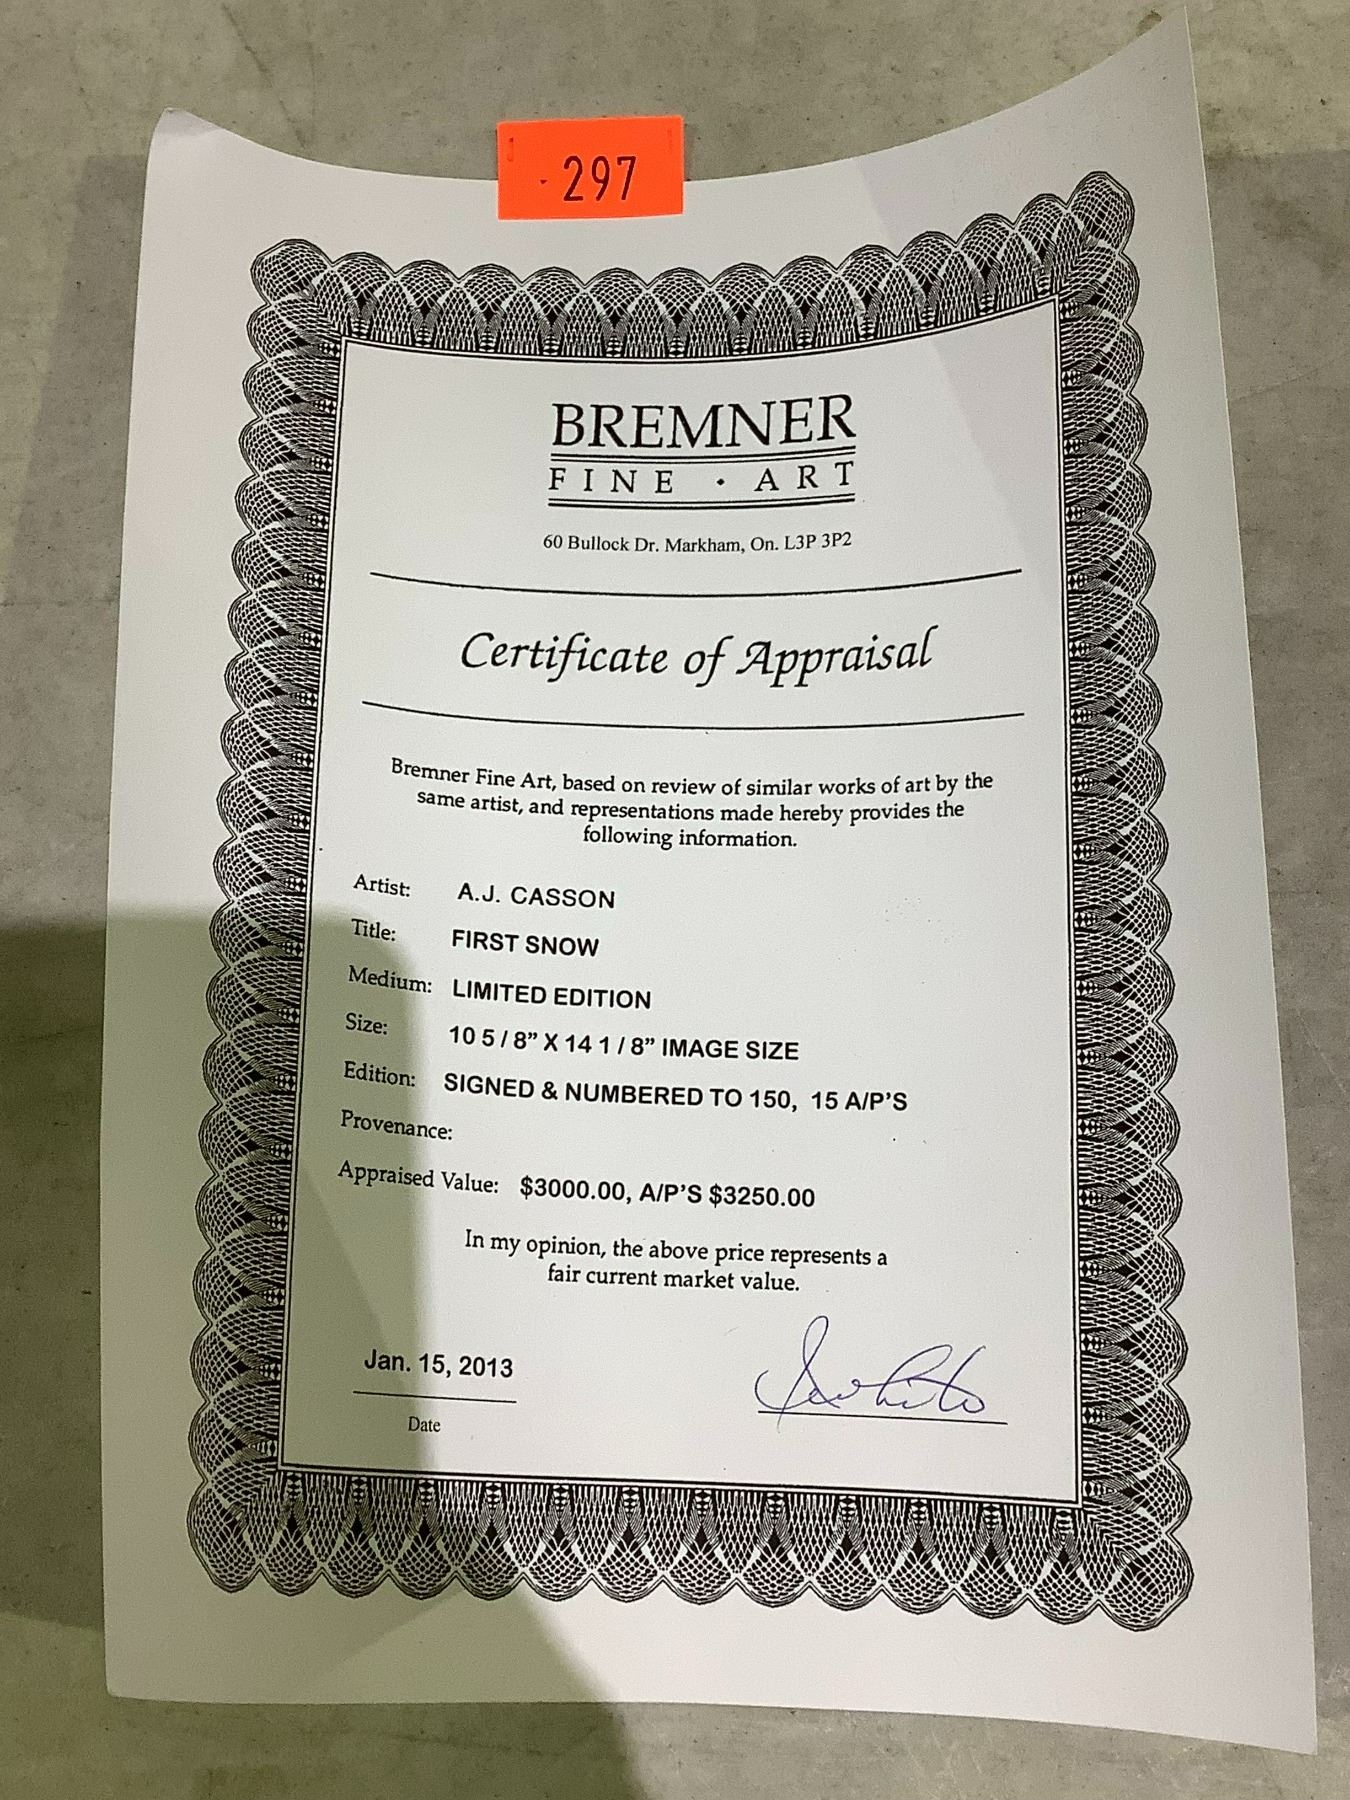 297
BREMNER
FINE · ART
60 Bullock Dr. Markham, On. L3P 3P2
Certificate of Appraisal
Bremner Fine Art, based on review of similar works of art by the
same artist, and representations made hereby provides the
following information.
Artist: A.J. CASSON
Title: FIRST SNOW
Medium: LIMITED EDITION
Size: 10 5 / 8” X 14 1 / 8” IMAGE SIZE
Edition: SIGNED & NUMBERED TO 150, 15 A/P’S
Provenance:
Appraised Value: $3000.00, A/P’S $3250.00
In my opinion, the above price represents a
fair current market value.
Jan. 15, 2013
Date